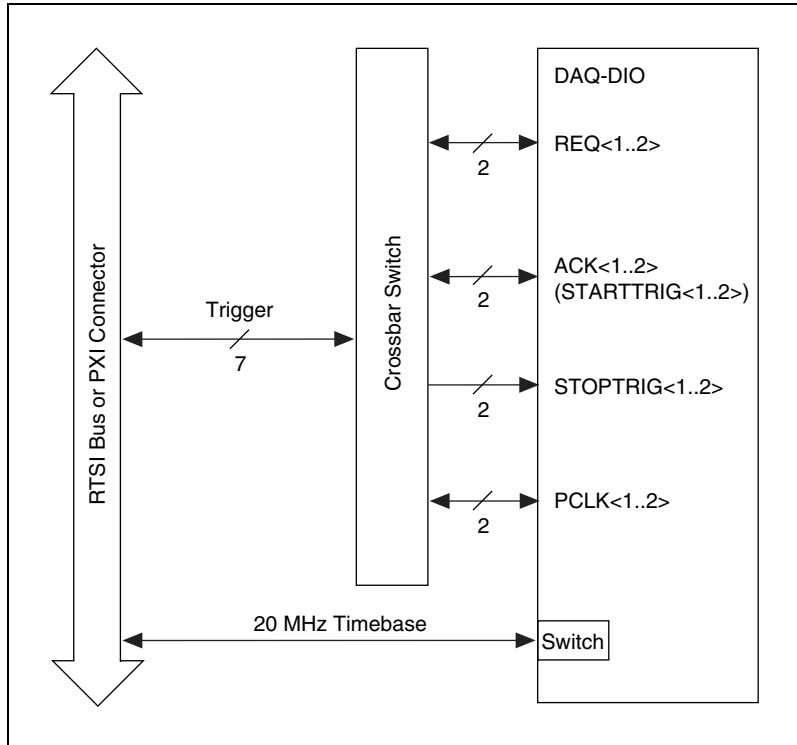 DAQ-DIO
REQ<1..2>
2
ACK<1..2>
(STARTTRIG<1..2>)
2
Trigger
7
STOPTRIG<1..2>
2
PCLK<1..2>
2
RTSI Bus or PXI Connector
Crossbar Switch
20 MHz Timebase
Switch